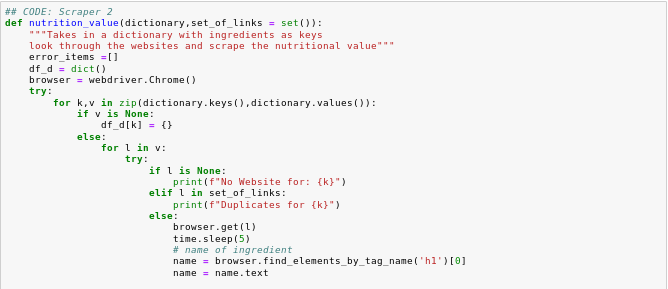 ## CODE: Scraper 2
def nutrition_value(dictionary,set_of_links = set()):
    """Takes in a dictionary with ingredients as keys
    look through the websites and scrape the nutritional value"""
    error_items =[]
    df_d = dict()
    browser = webdriver.Chrome()
    try:
        for k,v in zip(dictionary.keys(),dictionary.values()):
            if v is None:
                df_d[k] = {}
            else:
                for l in v:
                    try:
                        if l is None:
                            print(f"No Website for: {k}")
                        elif l in set_of_links:
                            print(f"Duplicates for {k}")
                        else:
                            browser.get(l)
                            time.sleep(5)
                            # name of ingredient
                            name = browser.find_elements_by_tag_name('h1')[0]
                            name = name.text